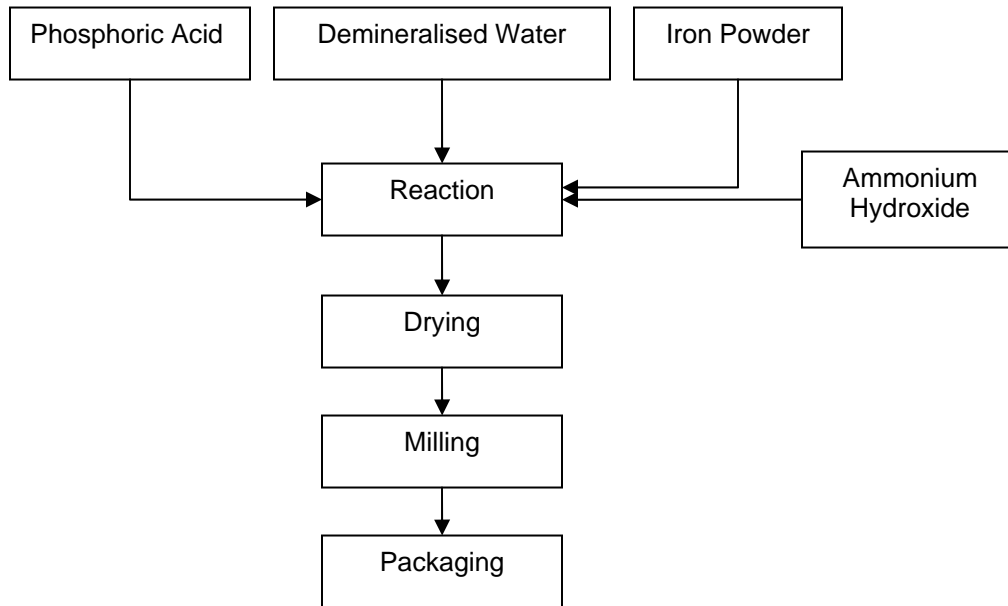 Phosphoric Acid
Demineralised Water
Iron Powder
Reaction
Ammonium
Hydroxide
Drying
Milling
Packaging